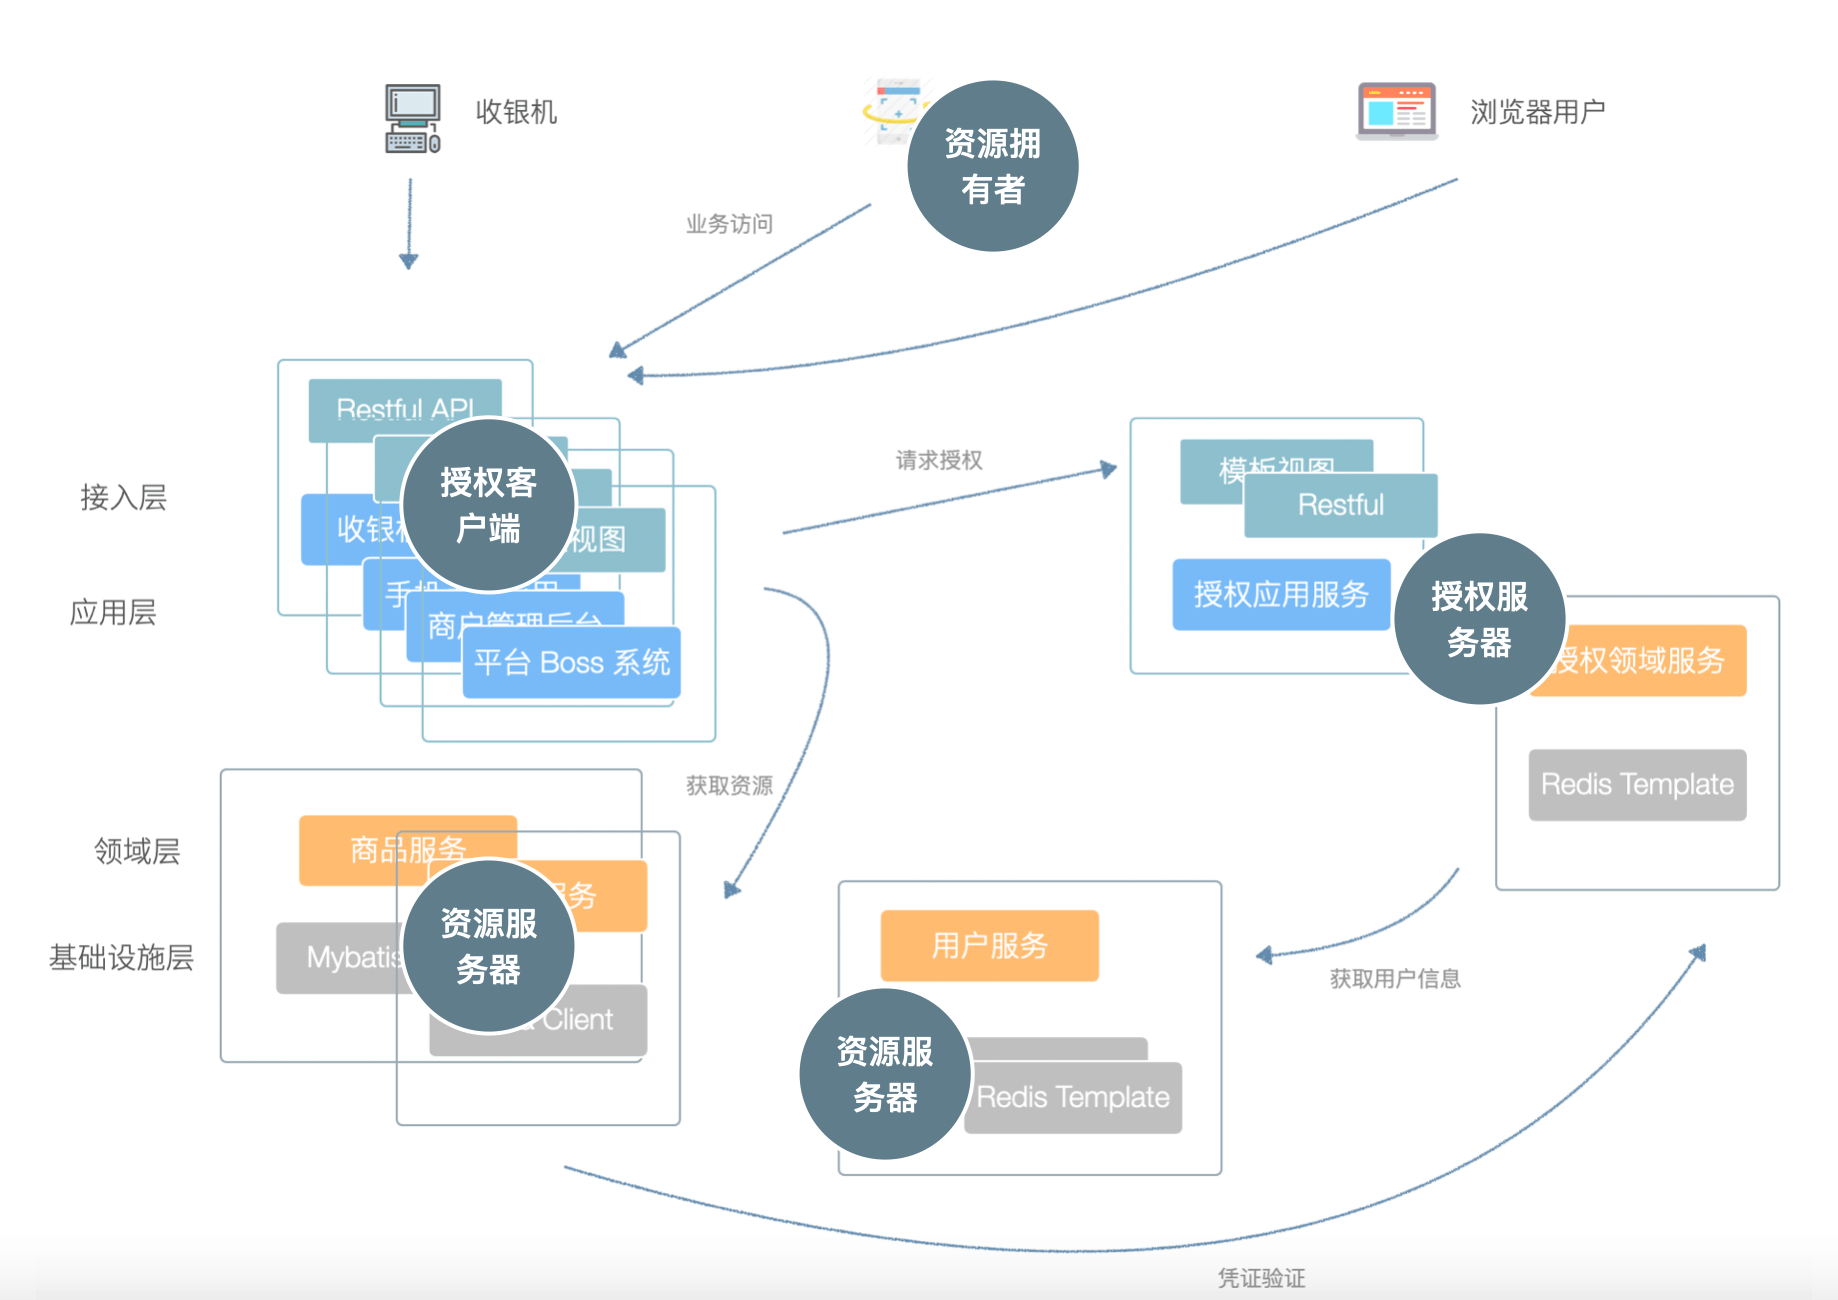 收银机
资源拥
有者
浏览器用户
业务访问
Restful API
授权客
户端
视图
收银
手机
商户管理后台
平台 Boss 系统
接入层
应用层
领域层
基础设施层
请求授权
模板视图
Restful
授权应用服务
授权服
务器
授权领域服务
Redis Template
获取资源
商品服务
务
资源服
务器
Mybatis
Client
用户服务
资源服
务器
Redis Template
获取用户信息
凭证验证